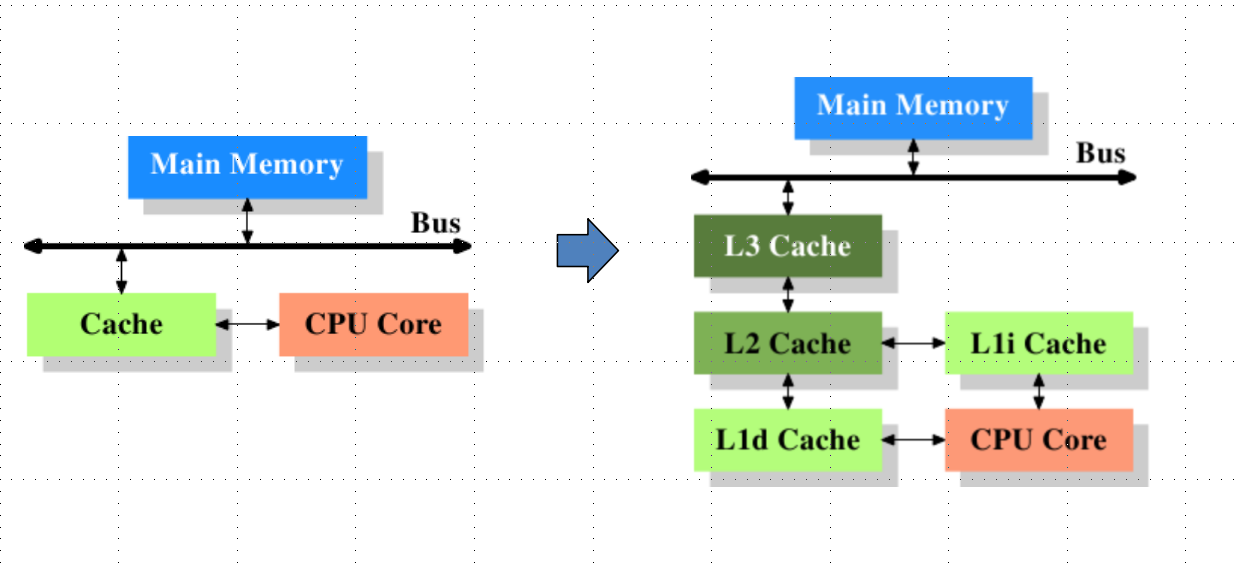 Main Memory
Bus
Cache
CPU Core
Main Memory
Bus
L3 Cache
L2 Cache
L1i Cache
L1d Cache
CPU Core